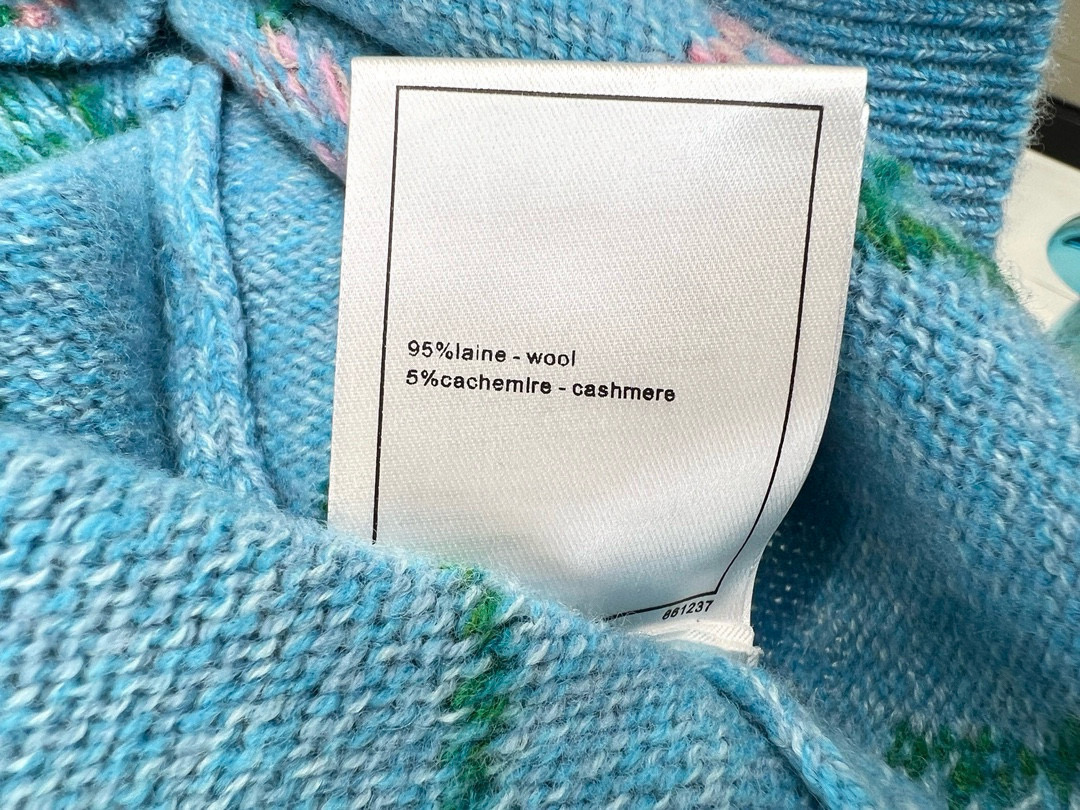 95%laine - wool
5%cachemire - cashmere
861237